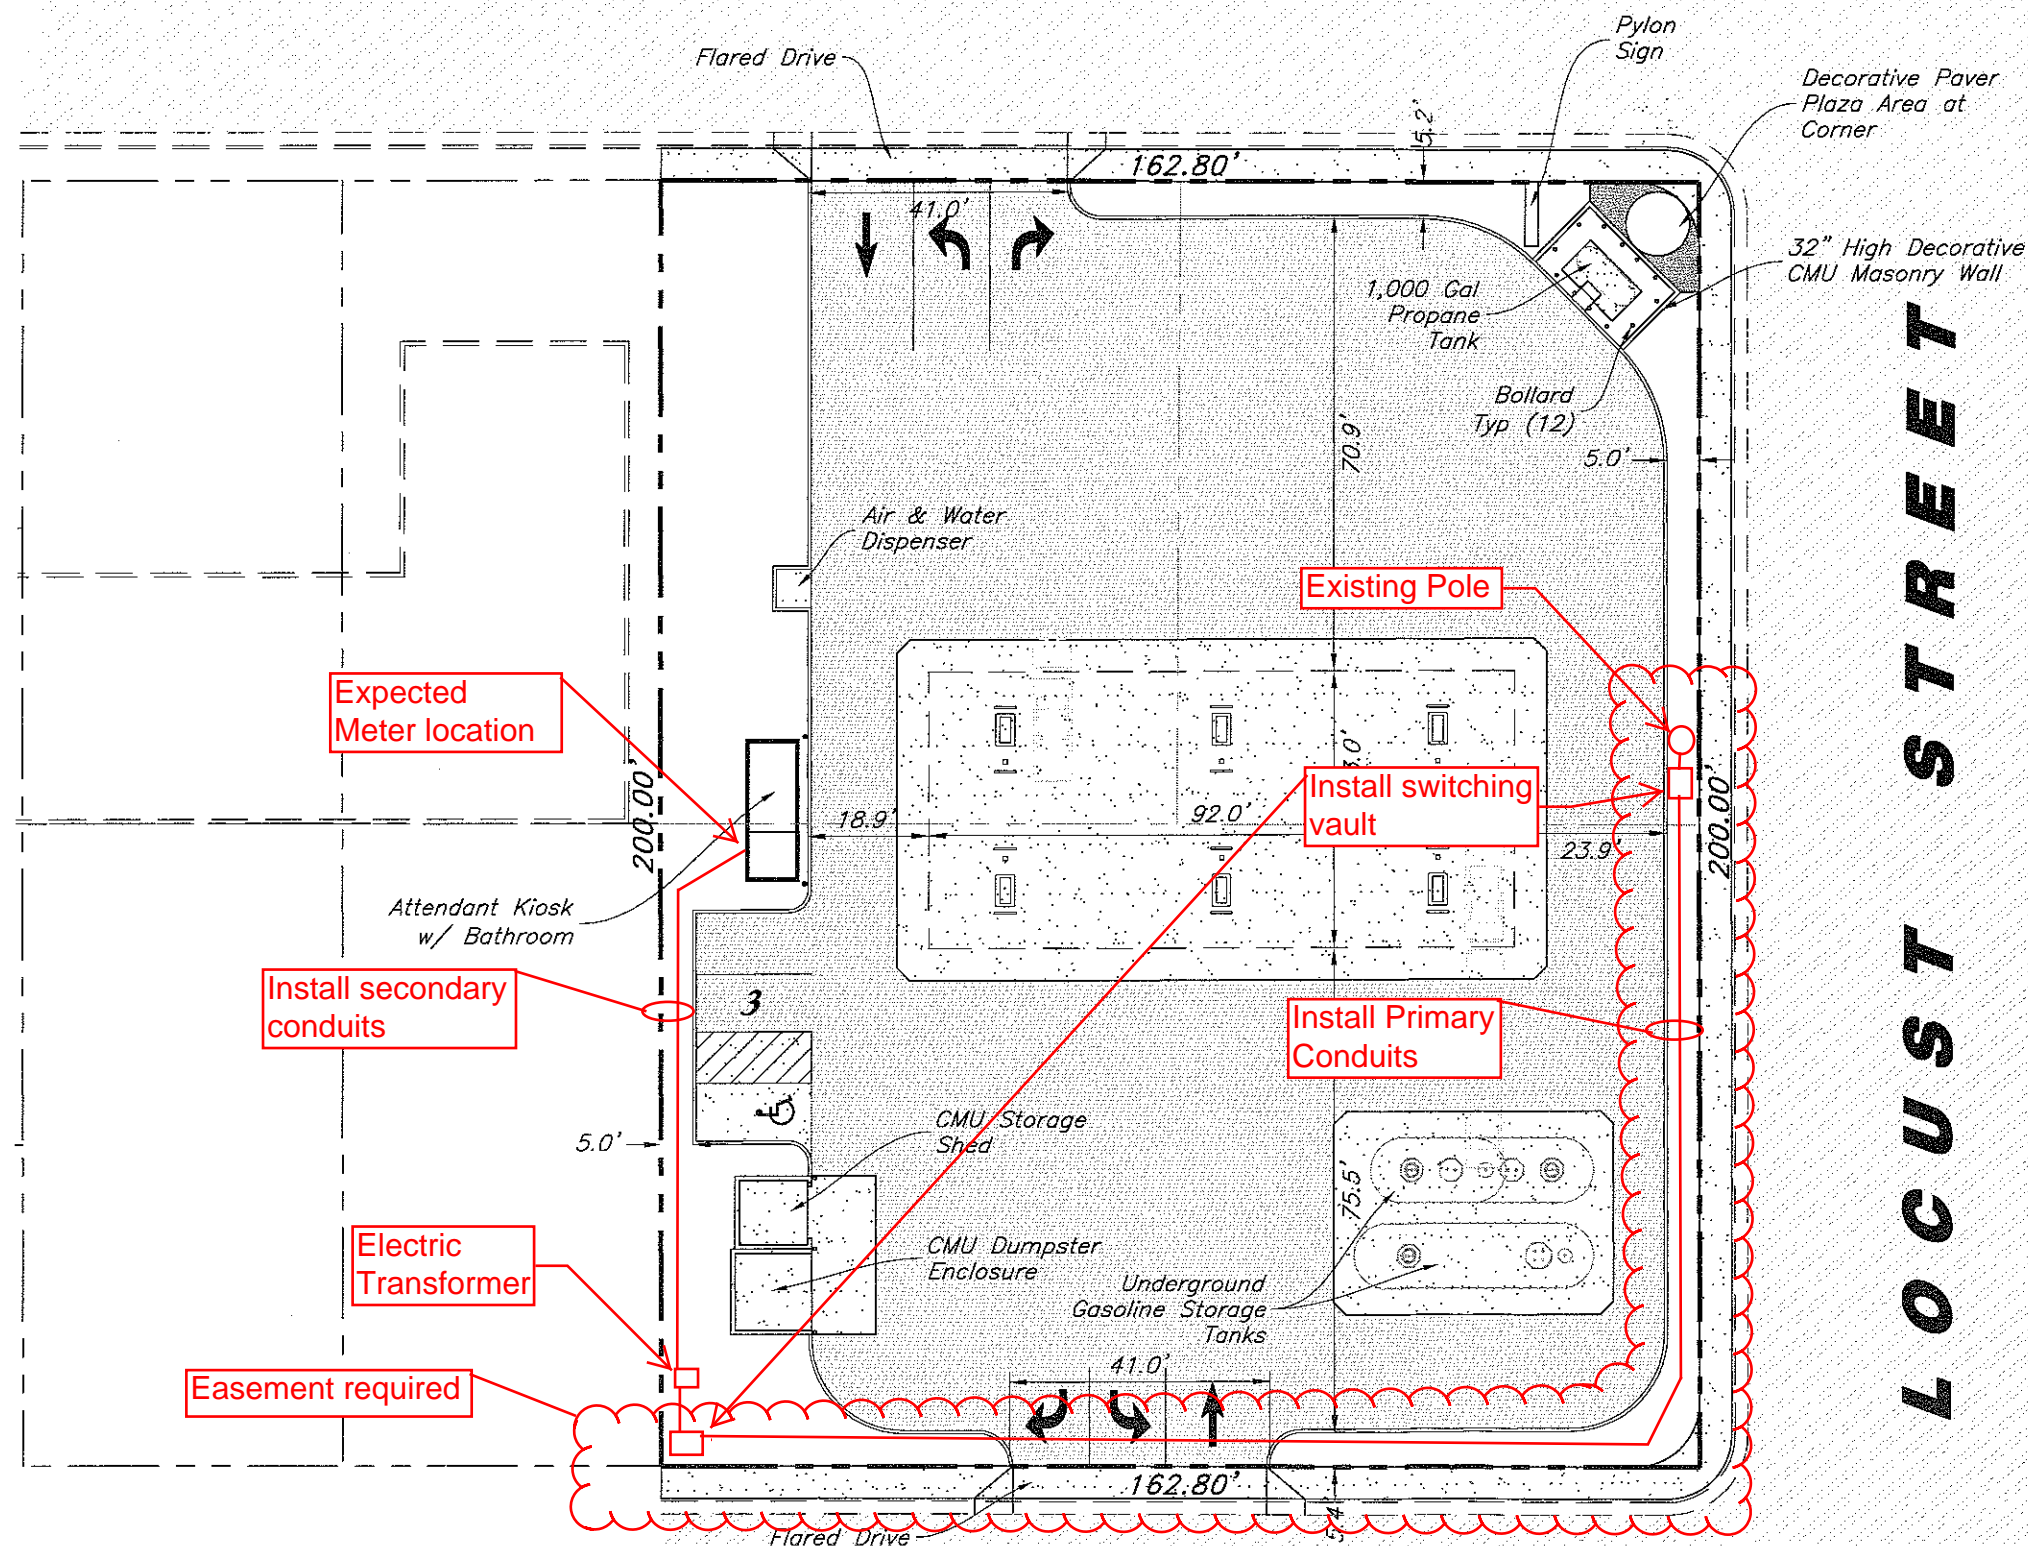 Pylon
Sign
Flared Drive
Decorative Paver
Plaza Area at
Corner
5.2'
162.80'
41.0'
32" High Decorative
CMU Masonry Wall
1,000 Gal
Propane
Tank
Bollard
Typ (12)
70.9'
5.0'
Air & Water
Dispenser
Existing Pole
Expected
Meter location
Install switching
vault
200.00'
18.9'
92.0'
23.9'
200.00'
Attendant Kiosk
w/ Bathroom
Install secondary
conduits
3
Install Primary
Conduits
CMU Storage
Shed
5.0'
75.5'
Electric
Transformer
CMU Dumpster
Enclosure
Underground
Gasoline Storage
Tanks
41.0'
Easement required
162.80'
Flared Drive
LOCUST STREET